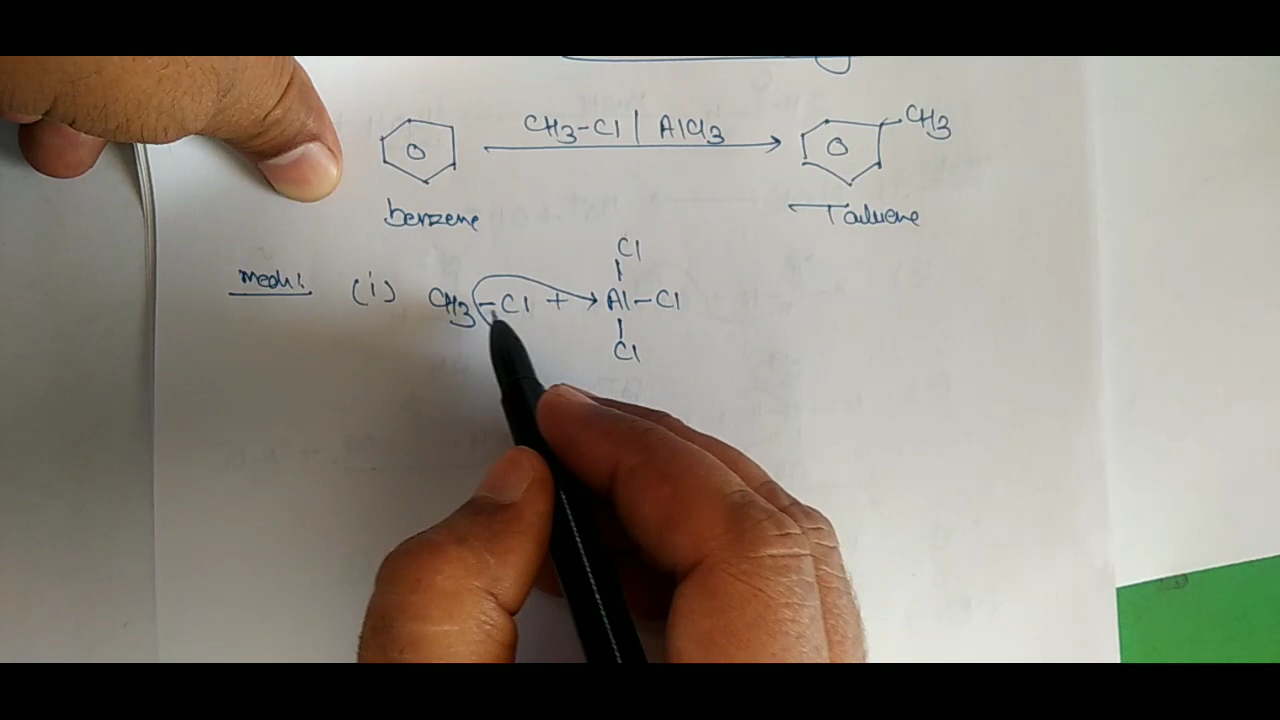 CH3-Cl | AlCl3
CH3
benzene
Toluene
Mech:
(i) CH3-Cl + Al-Cl
Cl
Cl